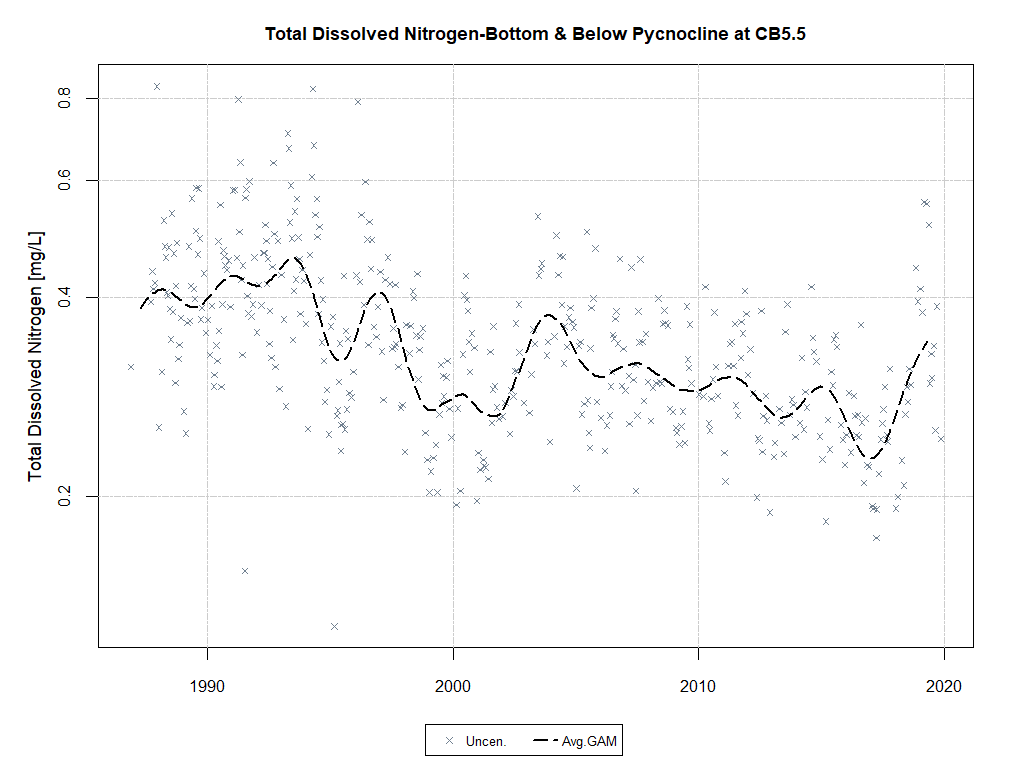 Total Dissolved Nitrogen-Bottom & Below Pycnocline at CB5.5
Total Dissolved Nitrogen [mg/L]
0.8
0.6
0.4
0.2
1990 2000 2010 2020
Uncen. Avg.GAM